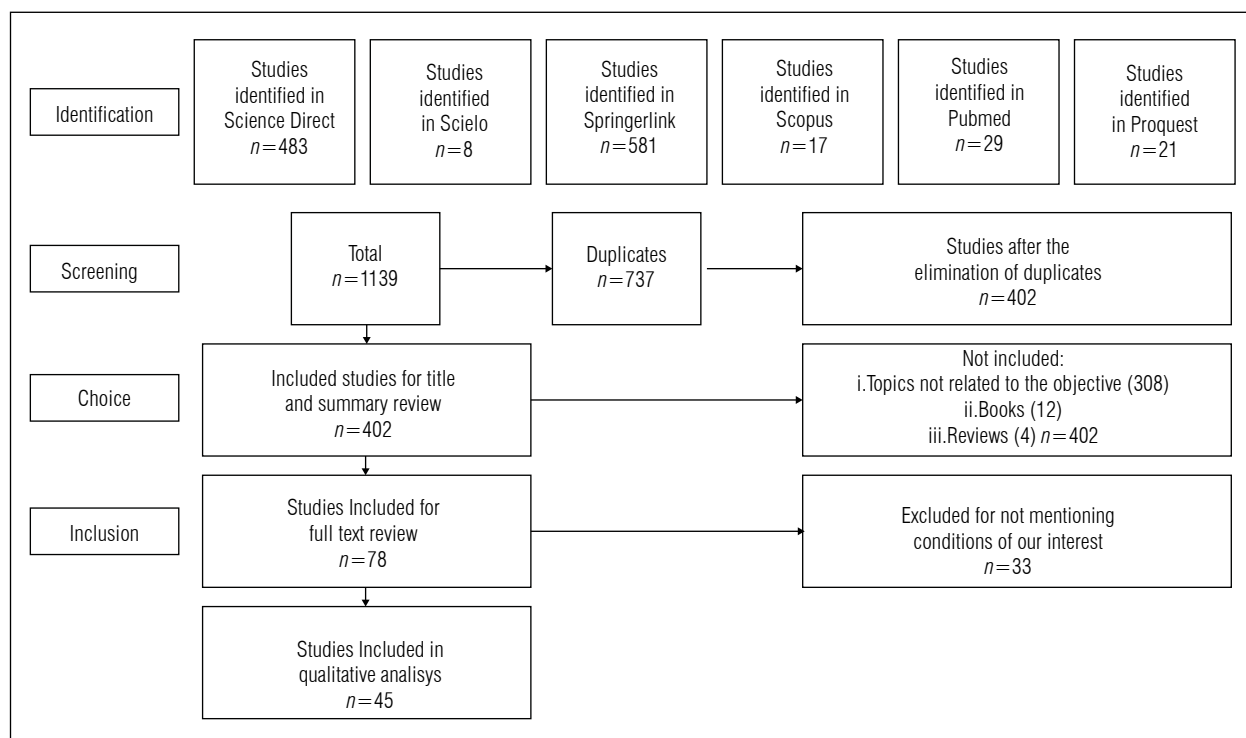 Identification
Studies
identified in
Science Direct
n=483
Studies
identified
in Scielo
n=8
Studies
identified in
Springerlink
n=581
Studies
identified in
Scopus
n=17
Studies
identified in
Pubmed
n=29
Studies
identified
in Proquest
n=21
Screening
Total
n=1139
Duplicates
n=737
Studies after the
elimination of duplicates
n=402
Choice
Included studies for title
and summary review
n=402
Not included:
i.Topics not related to the objective (308)
ii.Books (12)
iii.Reviews (4) n=402
Inclusion
Studies Included for
full text review
n=78
Excluded for not mentioning
conditions of our interest
n=33
Studies Included in
qualitative analisys
n=45